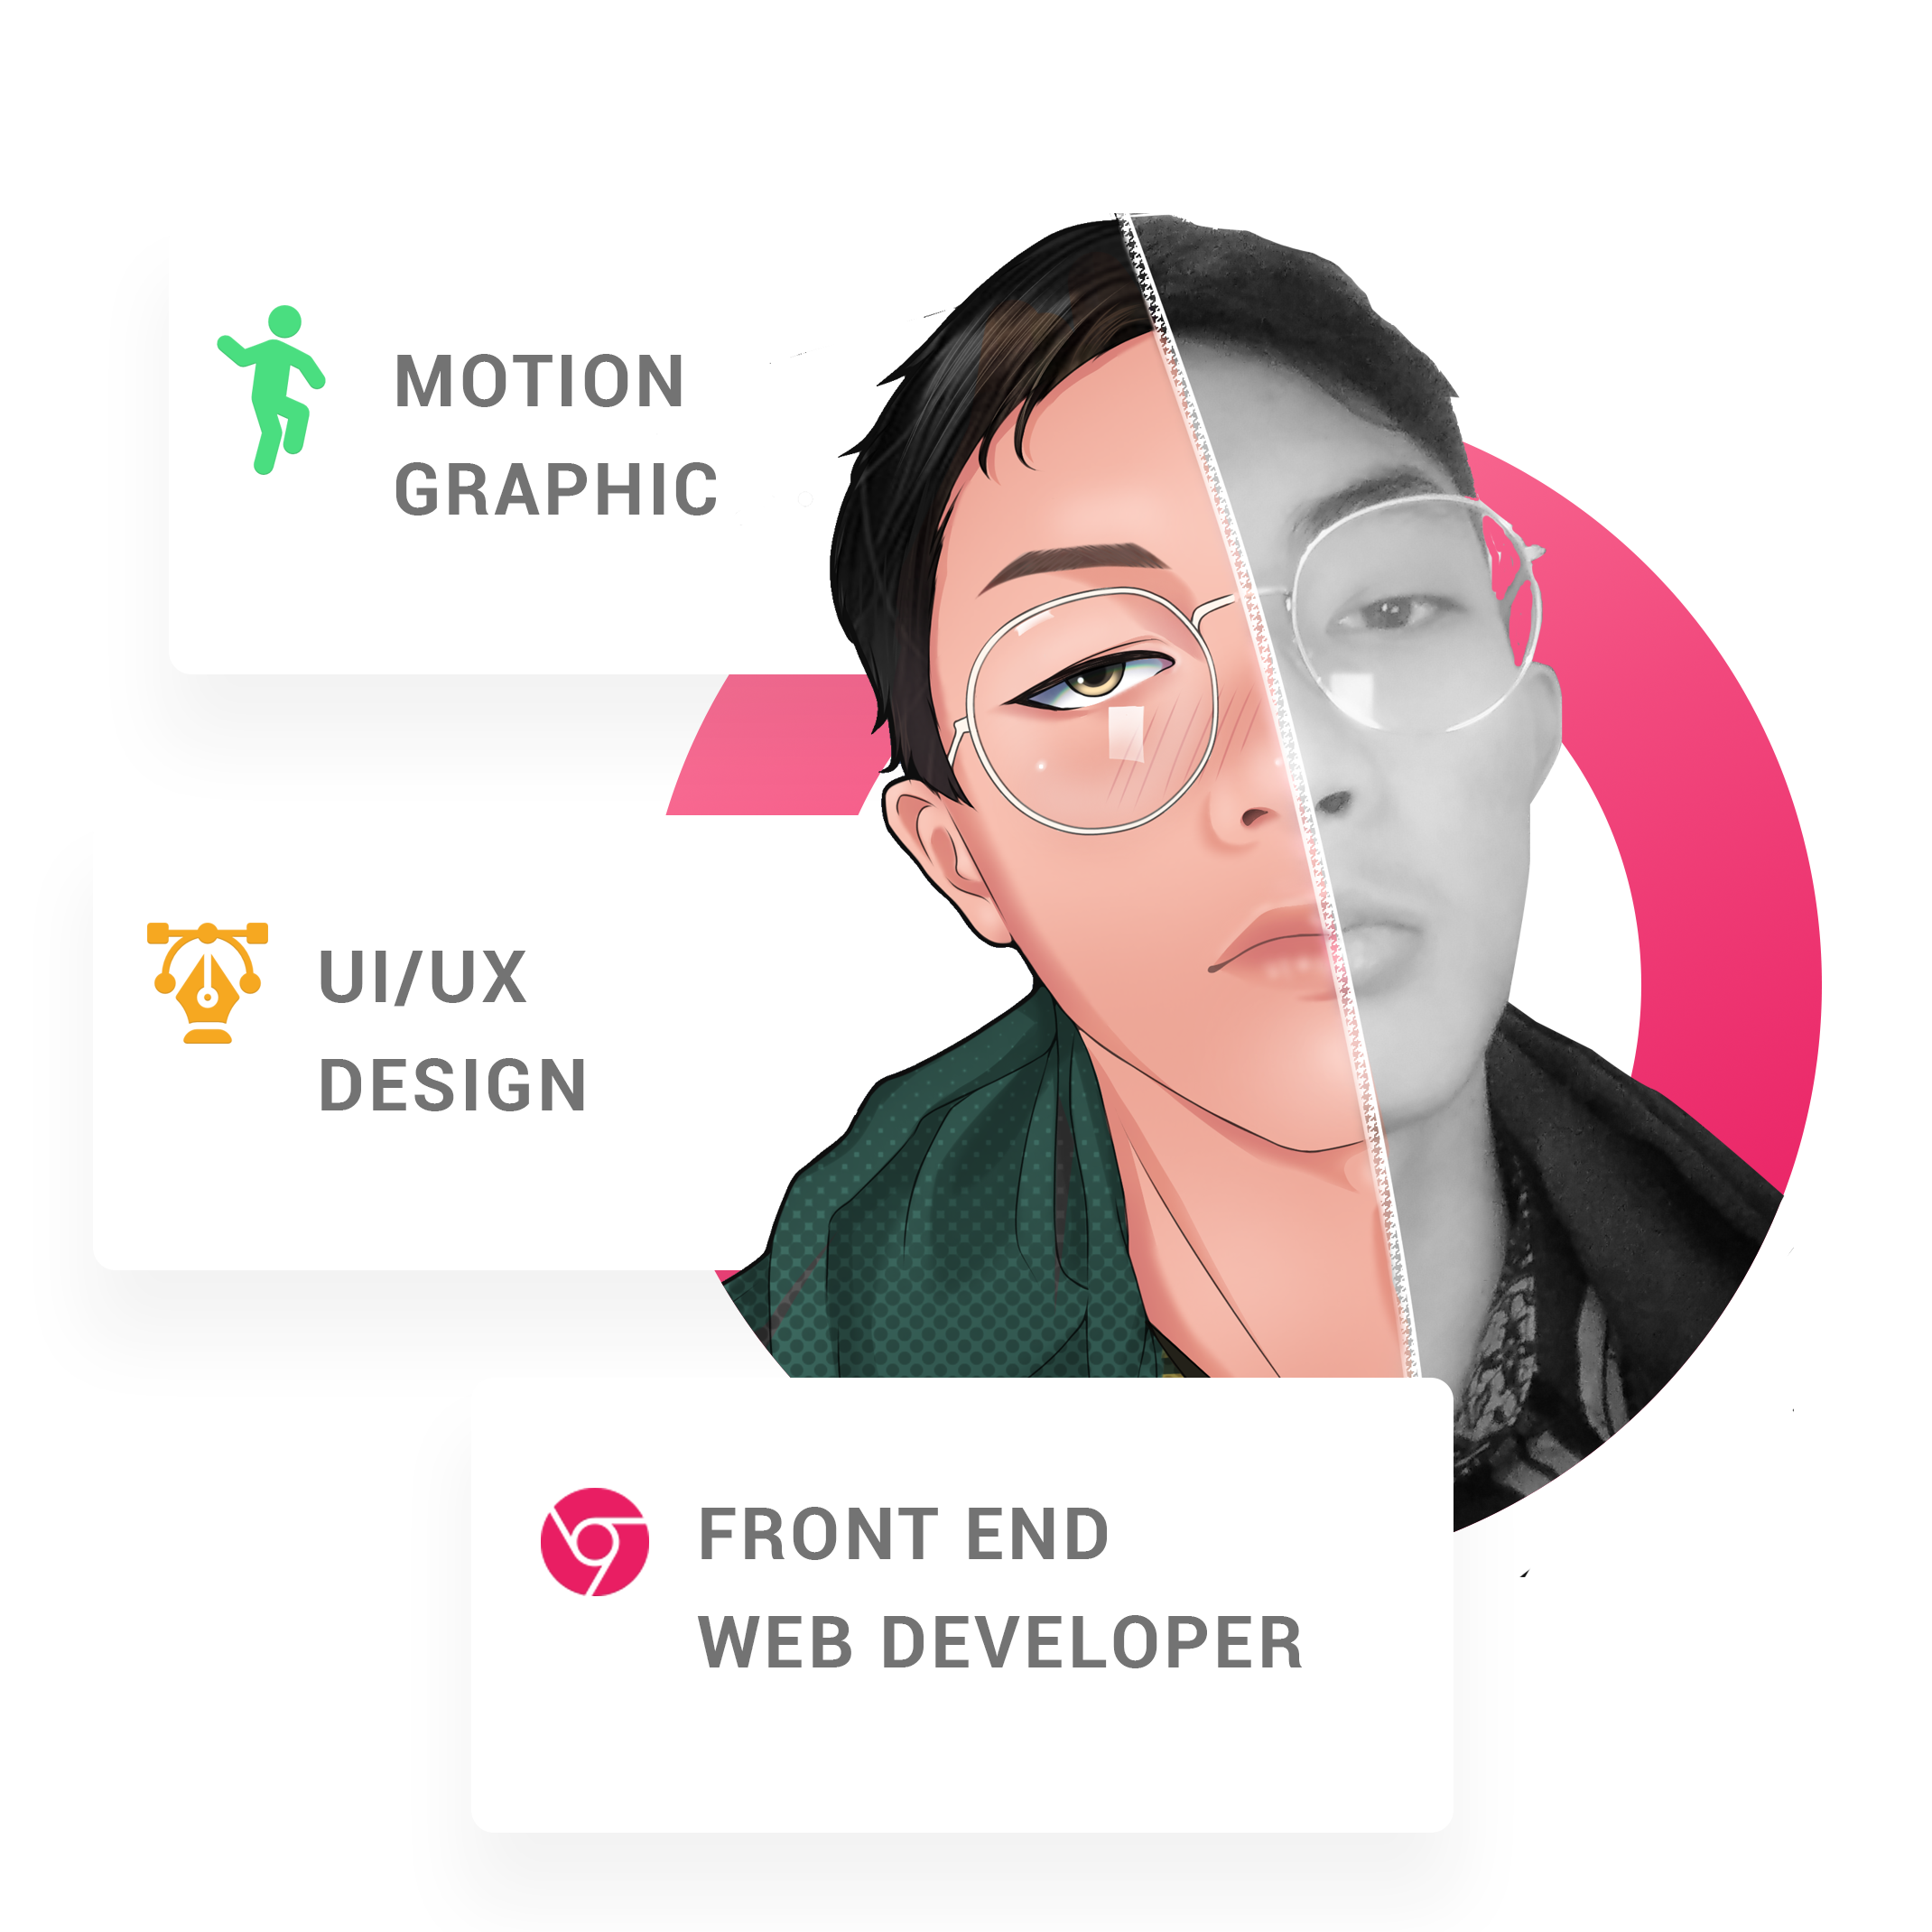 MOTION
GRAPHIC
UI/UX
DESIGN
FRONT END
WEB DEVELOPER